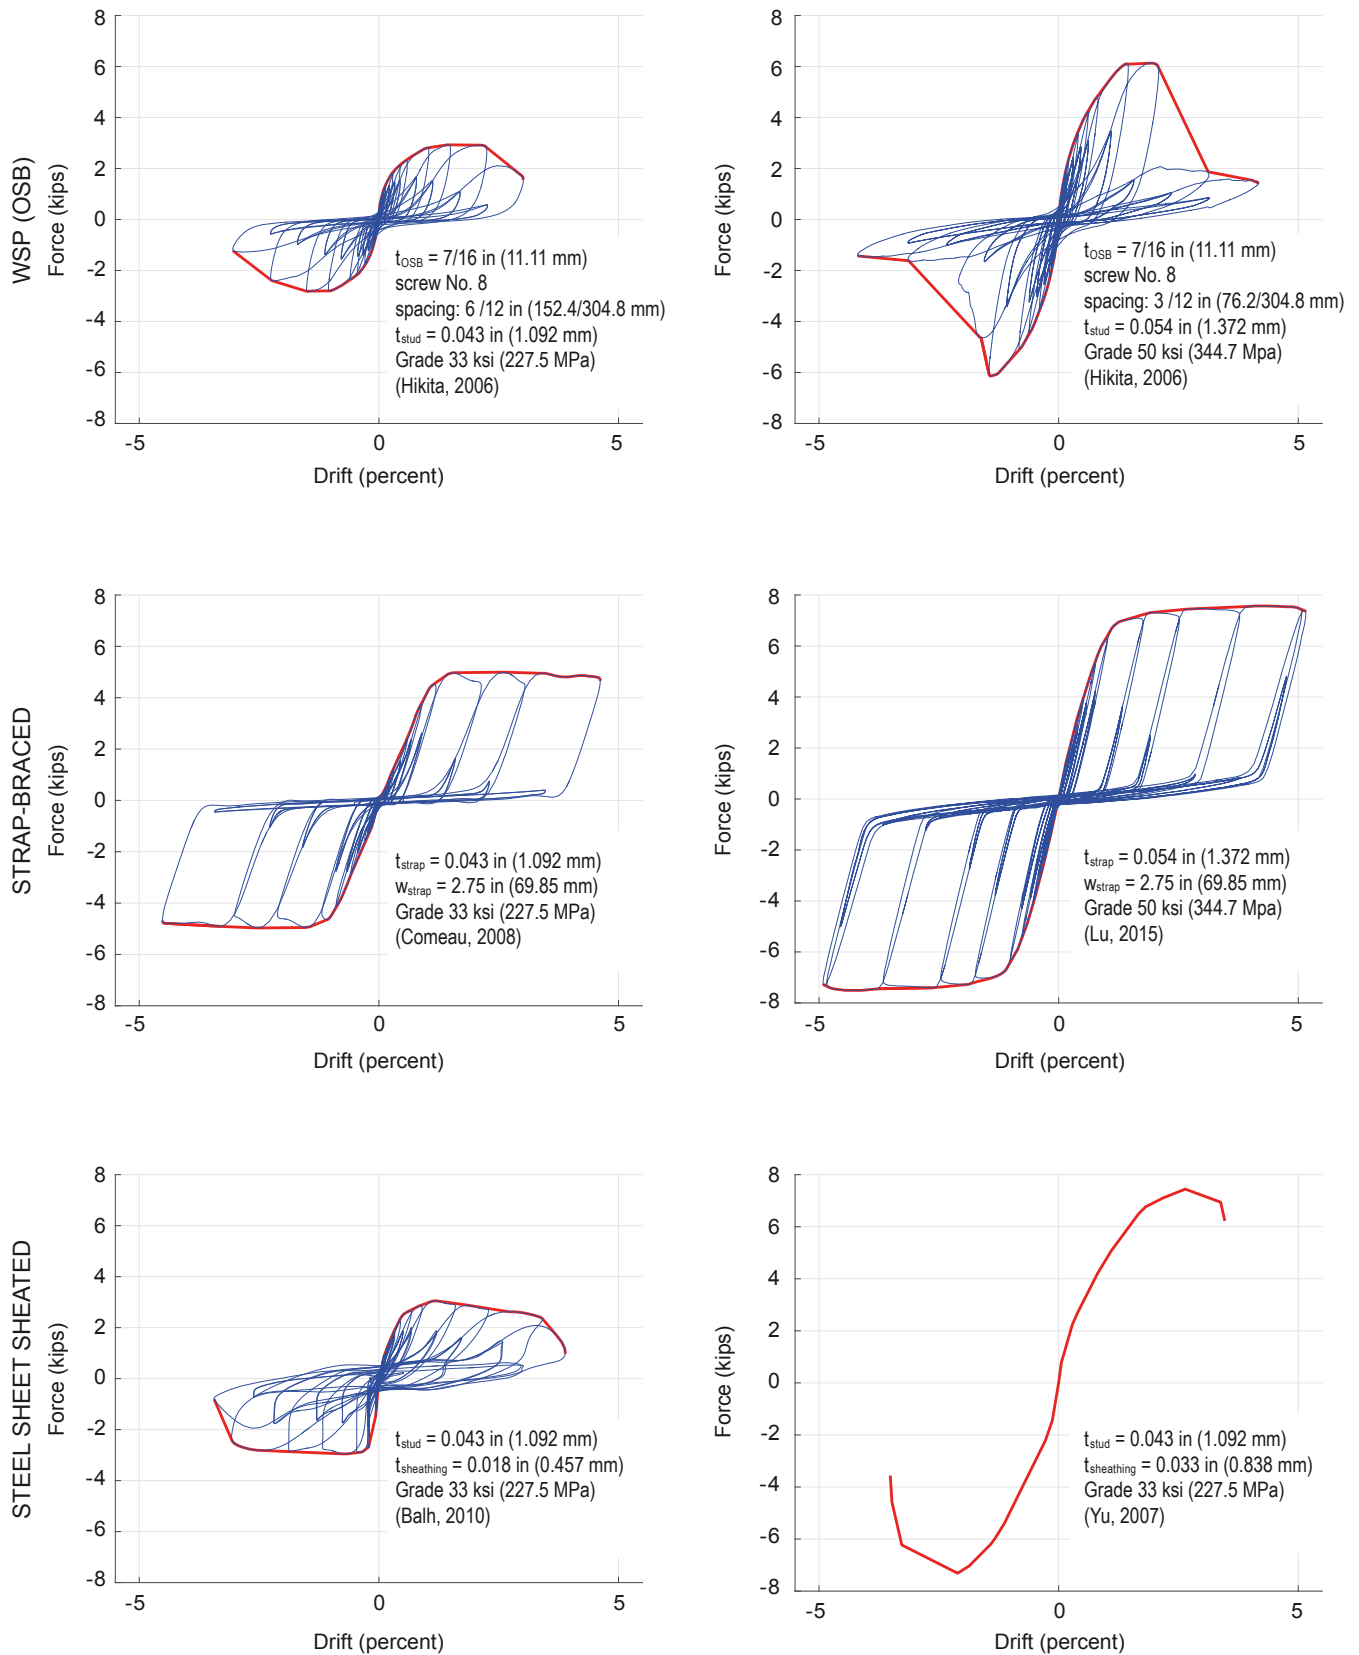 WSP (OSB)
Force (kips)
8
6
4
2
0
-2
-4
-6
-8
-5
0
5
Drift (percent)
tOSB = 7/16 in (11.11 mm)
screw No. 8
spacing: 6 /12 in (152.4/304.8 mm)
tstud = 0.043 in (1.092 mm)
Grade 33 ksi (227.5 MPa)
(Hikita, 2006)
Force (kips)
8
6
4
2
0
-2
-4
-6
-8
-5
0
5
Drift (percent)
tOSB = 7/16 in (11.11 mm)
screw No. 8
spacing: 3 /12 in (76.2/304.8 mm)
tstud = 0.054 in (1.372 mm)
Grade 50 ksi (344.7 Mpa)
(Hikita, 2006)
STRAP-BRACED
Force (kips)
8
6
4
2
0
-2
-4
-6
-8
-5
0
5
Drift (percent)
tstrap = 0.043 in (1.092 mm)
wstrap = 2.75 in (69.85 mm)
Grade 33 ksi (227.5 MPa)
(Comeau, 2008)
Force (kips)
8
6
4
2
0
-2
-4
-6
-8
-5
0
5
Drift (percent)
tstrap = 0.054 in (1.372 mm)
wstrap = 2.75 in (69.85 mm)
Grade 50 ksi (344.7 Mpa)
(Lu, 2015)
STEEL SHEET SHEATED
Force (kips)
8
6
4
2
0
-2
-4
-6
-8
-5
0
5
Drift (percent)
tstud = 0.043 in (1.092 mm)
tsheathing = 0.018 in (0.457 mm)
Grade 33 ksi (227.5 MPa)
(Balh, 2010)
Force (kips)
8
6
4
2
0
-2
-4
-6
-8
-5
0
5
Drift (percent)
tstud = 0.043 in (1.092 mm)
tsheathing = 0.033 in (0.838 mm)
Grade 33 ksi (227.5 MPa)
(Yu, 2007)